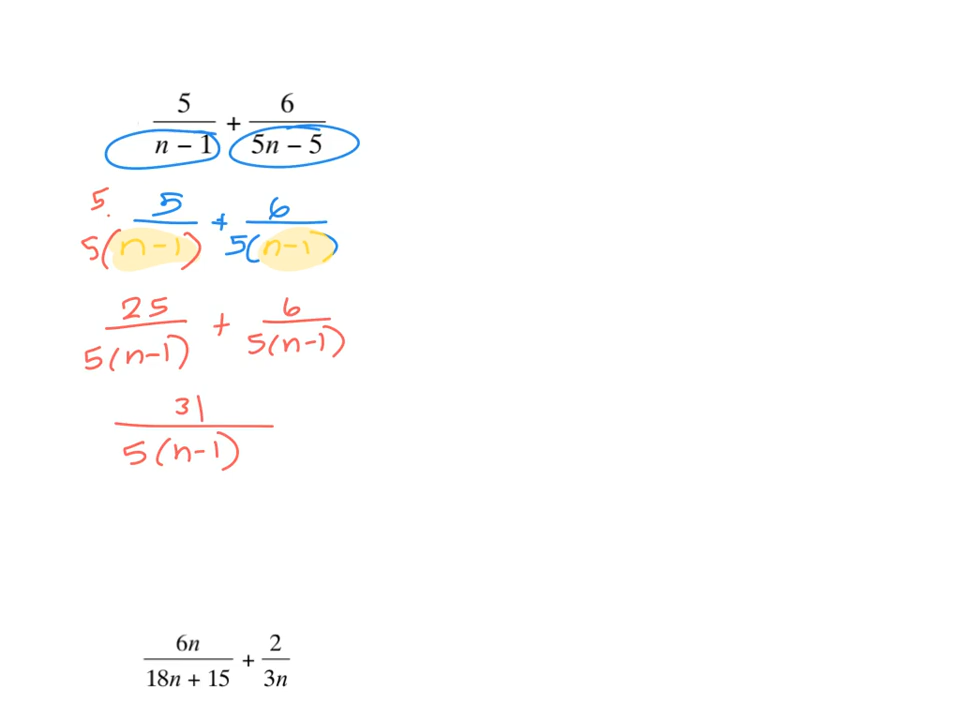 5/(n − 1) + 6/(5n − 5)
5· 5/5(n-1) + 6/5(n-1)
25/5(n-1) + 6/5(n-1)
31/5(n-1)
6n/(18n + 15) + 2/3n